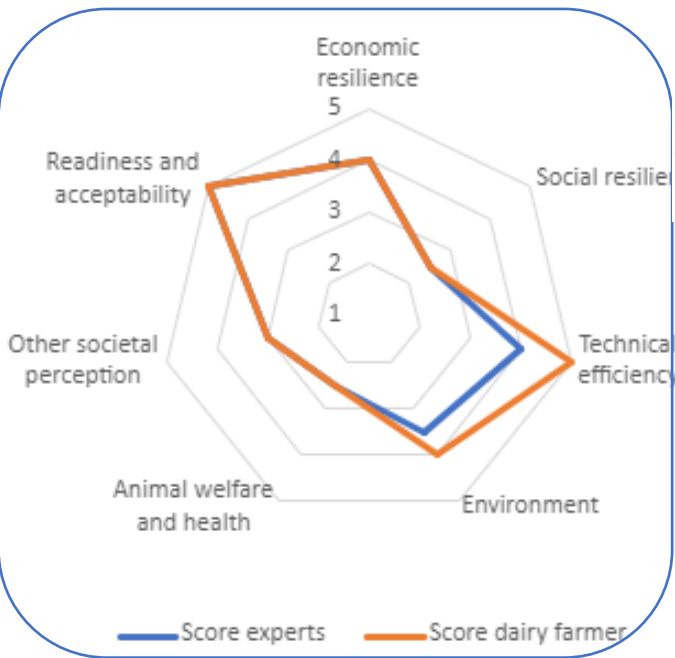 Economic
resilience
5
4
3
2
1
Readiness and
acceptability
Social resilier
Other societal
perception
Technical
efficiency
Animal welfare
and health
Environment
Score experts
Score dairy farmer